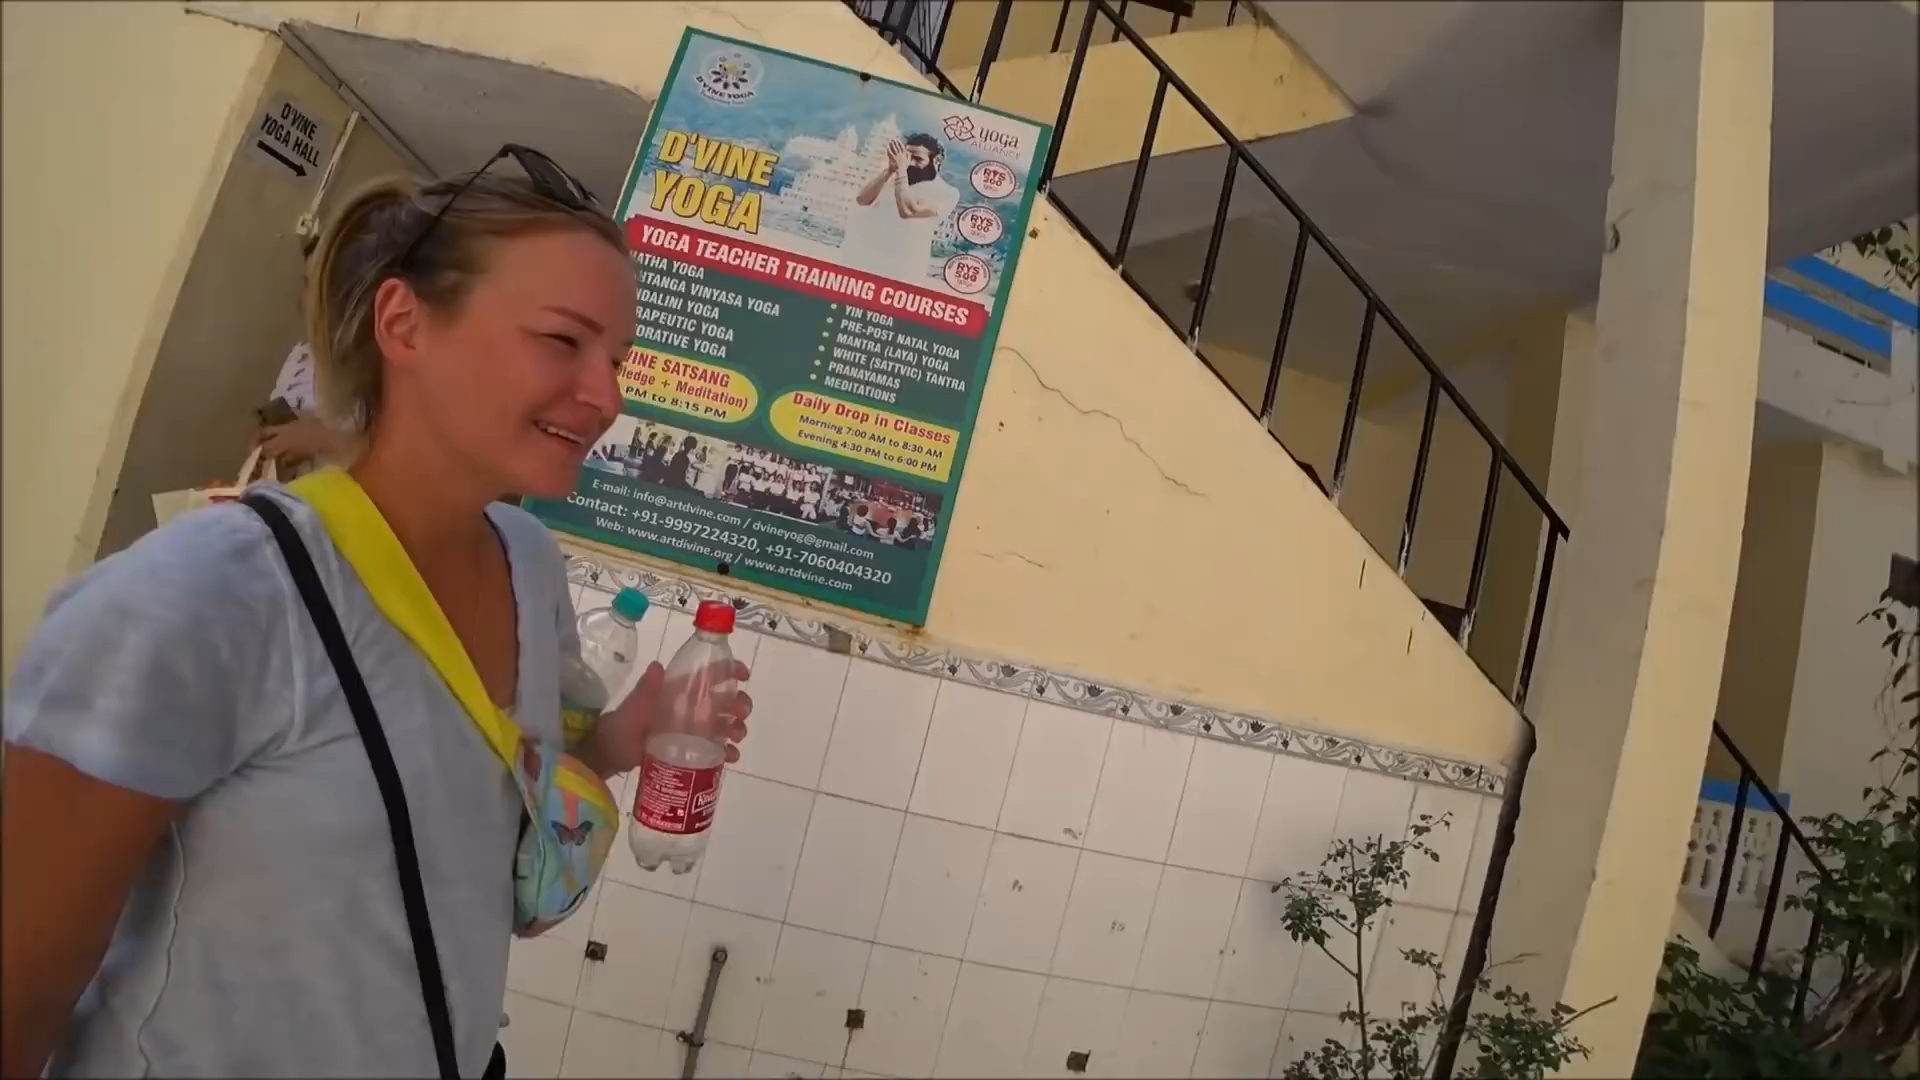 D'VINE
YOGA HALL
D'VINE YOGA
yoga
ALLIANCE
D'VINE
YOGA
RYS
200
RYS
300
RYS
500
YOGA TEACHER TRAINING COURSES
HATHA YOGA
NTANGA VINYASA YOGA
NDALINI YOGA
RAPEUTIC YOGA
ORATIVE YOGA
YIN YOGA
PRE-POST NATAL YOGA
MANTRA (LAYA) YOGA
WHITE (SATTVIC) TANTRA
PRANAYAMAS
MEDITATIONS
VINE SATSANG
ledge + Meditation)
PM to 8:15 PM
Daily Drop in Classes
Morning 7:00 AM to 8:30 AM
Evening 4:30 PM to 6:00 PM
E-mail: info@artdvine.com / dvineyog@gmail.com
Contact: +91-9997224320, +91-7060404320
Web: www.artdivine.org / www.artdvine.com